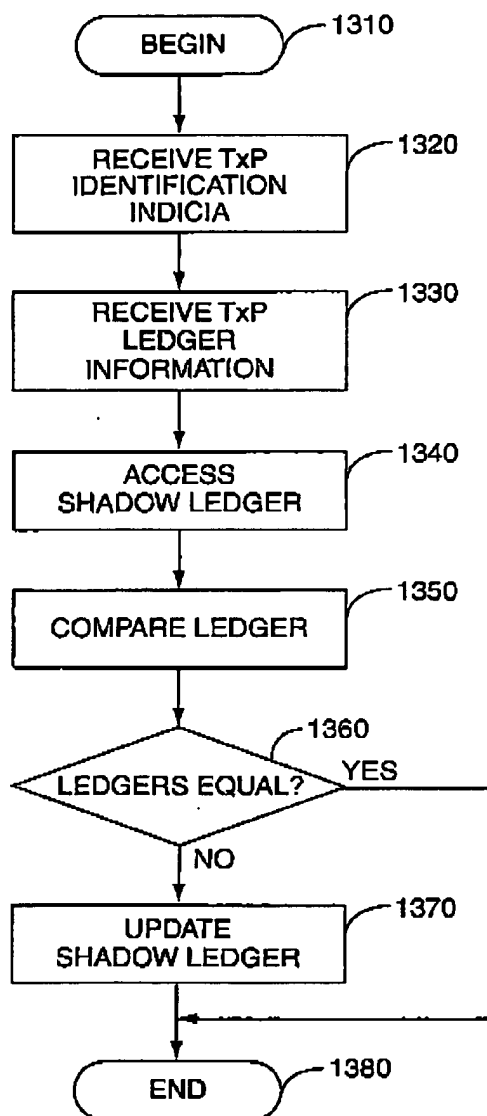 BEGIN
1310
RECEIVE TxP
IDENTIFICATION
INDICIA
1320
RECEIVE TxP
LEDGER
INFORMATION
1330
ACCESS
SHADOW LEDGER
1340
COMPARE LEDGER
1350
1360
LEDGERS EQUAL?
YES
NO
UPDATE
SHADOW LEDGER
1370
END
1380